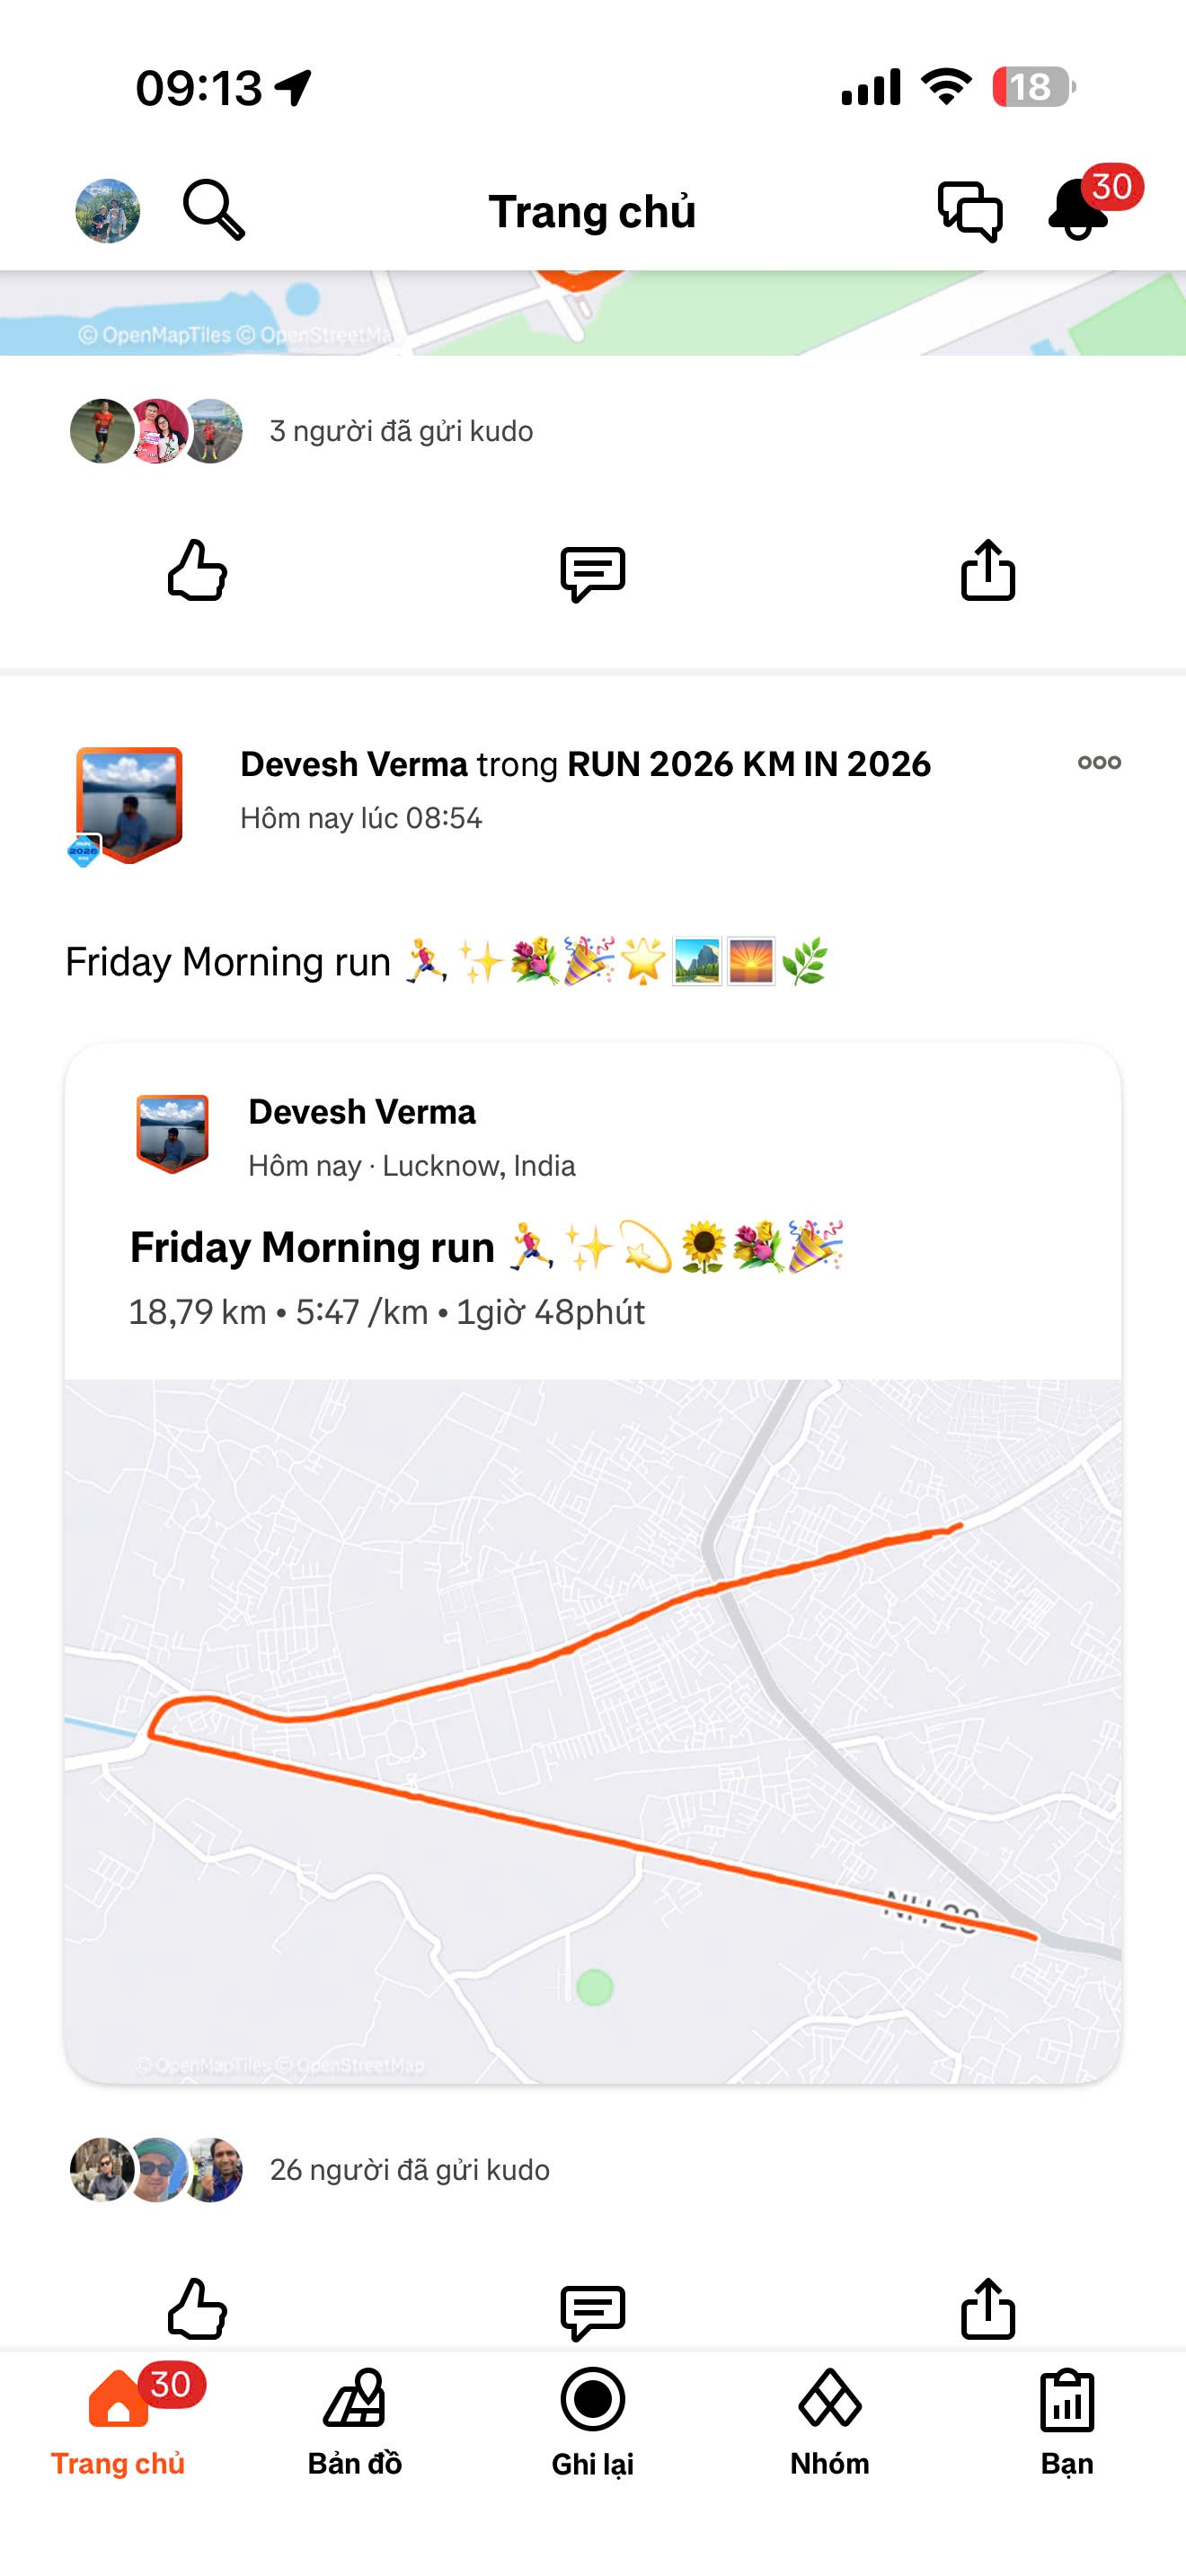 09:13
18
Trang chủ
30
© OpenMapTiles © OpenStreetMap
3 người đã gửi kudo
Devesh Verma trong RUN 2026 KM IN 2026
Hôm nay lúc 08:54
2026
Friday Morning run 🏃✨💐🎉🌟🏞️🌅🌿
Devesh Verma
Hôm nay · Lucknow, India
Friday Morning run 🏃✨💫🌻💐🎉
18,79 km • 5:47 /km • 1giờ 48phút
© OpenMapTiles © OpenStreetMap
26 người đã gửi kudo
30
Trang chủ
Bản đồ
Ghi lại
Nhóm
Bạn